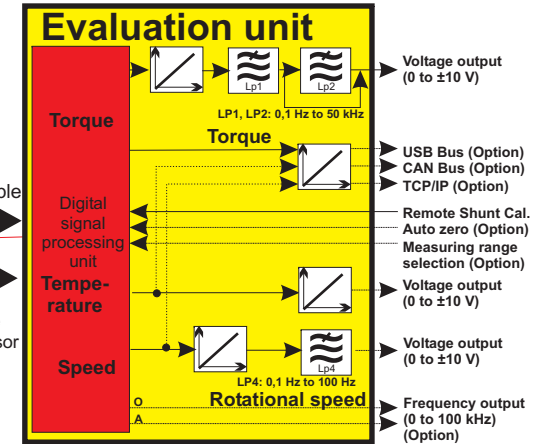 Evaluation unit
Lp1
Lp2
Voltage output
(0 to ±10 V)
LP1, LP2: 0,1 Hz to 50 kHz
Torque
Torque
USB Bus (Option)
CAN Bus (Option)
TCP/IP (Option)
Digital
signal
processing
unit
Remote Shunt Cal.
Auto zero (Option)
Measuring range
selection (Option)
Tempe-
rature
Voltage output
(0 to ±10 V)
Speed
Lp4
Voltage output
(0 to ±10 V)
LP4: 0,1 Hz to 100 Hz
Rotational speed
O
A
Frequency output
(0 to 100 kHz)
(Option)